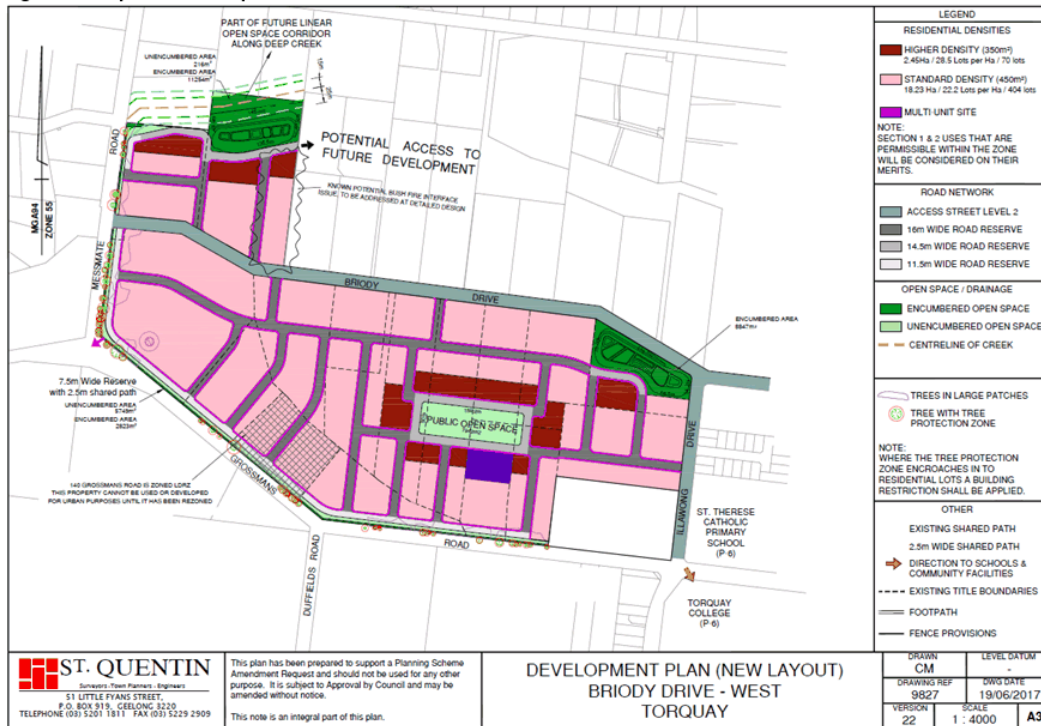 PART OF FUTURE LINEAR
OPEN SPACE CORRIDOR
ALONG DEEP CREEK
UNENCUMBERED AREA
ENCUMBERED AREA
POTENTIAL ACCESS TO
FUTURE DEVELOPMENT
KNOWN POTENTIAL BUSH FIRE INTERFACE
ISSUE, TO BE ADDRESSED AT DETAILED DESIGN
MGA94
ZONE 55
ROAD
MESSMATE
BRIODY
DRIVE
ENCUMBERED AREA
7.5m Wide Reserve
with 2.5m shared path
UNENCUMBERED AREA
ENCUMBERED AREA
PUBLIC OPEN SPACE
140 GROSSMANS ROAD IS ZONED LDRZ
THIS PROPERTY CANNOT BE USED OR DEVELOPED
FOR URBAN PURPOSES UNTIL IT HAS BEEN REZONED
GROSSMANS
ROAD
DUFFIELDS ROAD
ILLAWONG
DRIVE
ST. THERESE
CATHOLIC
PRIMARY
SCHOOL
(P-6)
TORQUAY
COLLEGE
(P-6)
LEGEND
RESIDENTIAL DENSITIES
HIGHER DENSITY (350m²)
2.45Ha / 28.5 Lots per Ha / 70 lots
STANDARD DENSITY (450m²)
18.23 Ha / 22.2 Lots per Ha / 404 lots
MULTI-UNIT SITE
NOTE:
SECTION 1 & 2 USES THAT ARE
PERMISSIBLE WITHIN THE ZONE
WILL BE CONSIDERED ON THEIR
MERITS.
ROAD NETWORK
ACCESS STREET LEVEL 2
16m WIDE ROAD RESERVE
14.5m WIDE ROAD RESERVE
11.5m WIDE ROAD RESERVE
OPEN SPACE / DRAINAGE
ENCUMBERED OPEN SPACE
UNENCUMBERED OPEN SPACE
CENTRELINE OF CREEK
TREES IN LARGE PATCHES
TREE WITH TREE
PROTECTION ZONE
NOTE:
WHERE THE TREE PROTECTION
ZONE ENCROACHES IN TO
RESIDENTIAL LOTS A BUILDING
RESTRICTION SHALL BE APPLIED.
OTHER
EXISTING SHARED PATH
2.5m WIDE SHARED PATH
DIRECTION TO SCHOOLS &
COMMUNITY FACILITIES
EXISTING TITLE BOUNDARIES
FOOTPATH
FENCE PROVISIONS
ST. QUENTIN
Surveyors - Town Planners - Engineers
51 LITTLE FYANS STREET,
P.O. BOX 919, GEELONG 3220
TELEPHONE (03) 5201 1811 FAX (03) 5229 2909
This plan has been prepared to support a Planning Scheme
Amendment Request and should not be used for any other
purpose. It is subject to Approval by Council and may be
amended without notice.
This note is an integral part of this plan.
DEVELOPMENT PLAN (NEW LAYOUT)
BRIODY DRIVE - WEST
TORQUAY
DRAWN
CM
LEVEL DATUM
-
DRAWING REF
9827
DWG DATE
19/06/2017
VERSION
22
SCALE
1 : 4000
A3